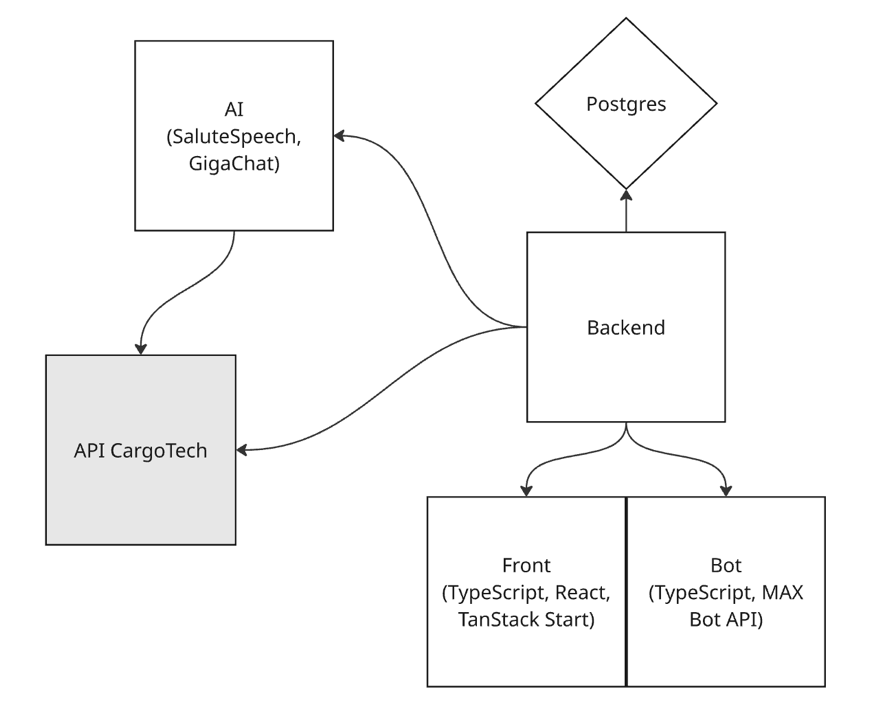 AI
(SaluteSpeech,
GigaChat)
Postgres
Backend
API CargoTech
Front
(TypeScript, React,
TanStack Start)
Bot
(TypeScript, MAX
Bot API)